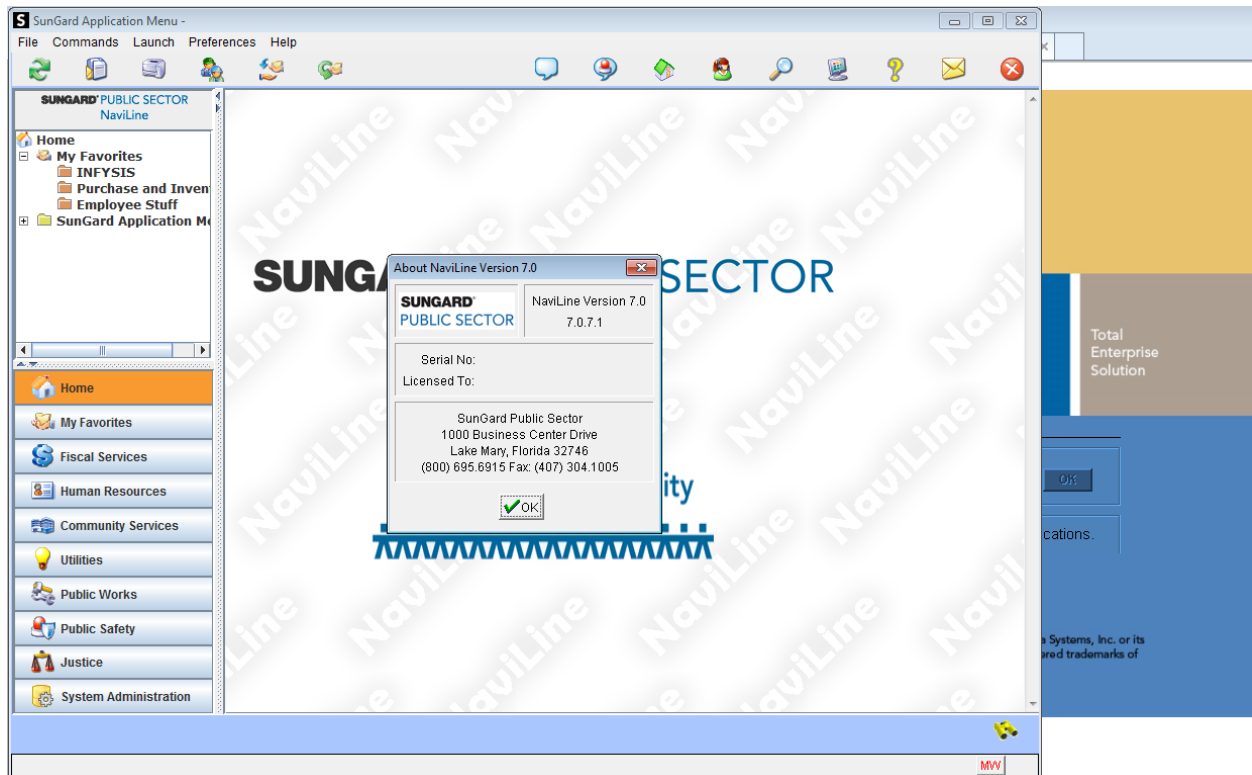 SunGard Application Menu -
File Commands Launch Preferences Help
SUNGARD® PUBLIC SECTOR
NaviLine
Home
My Favorites
INFYSIS
Purchase and Inven
Employee Stuff
SunGard Application M
Home
My Favorites
Fiscal Services
Human Resources
Community Services
Utilities
Public Works
Public Safety
Justice
System Administration
NaviLine
SUNGA
SECTOR
ity
About NaviLine Version 7.0
SUNGARD®
PUBLIC SECTOR
NaviLine Version 7.0
7.0.7.1
Serial No:
Licensed To:
SunGard Public Sector
1000 Business Center Drive
Lake Mary, Florida 32746
(800) 695.6915 Fax: (407) 304.1005
OK
Total
Enterprise
Solution
OK
cations.
a Systems, Inc. or its
ered trademarks of
MW